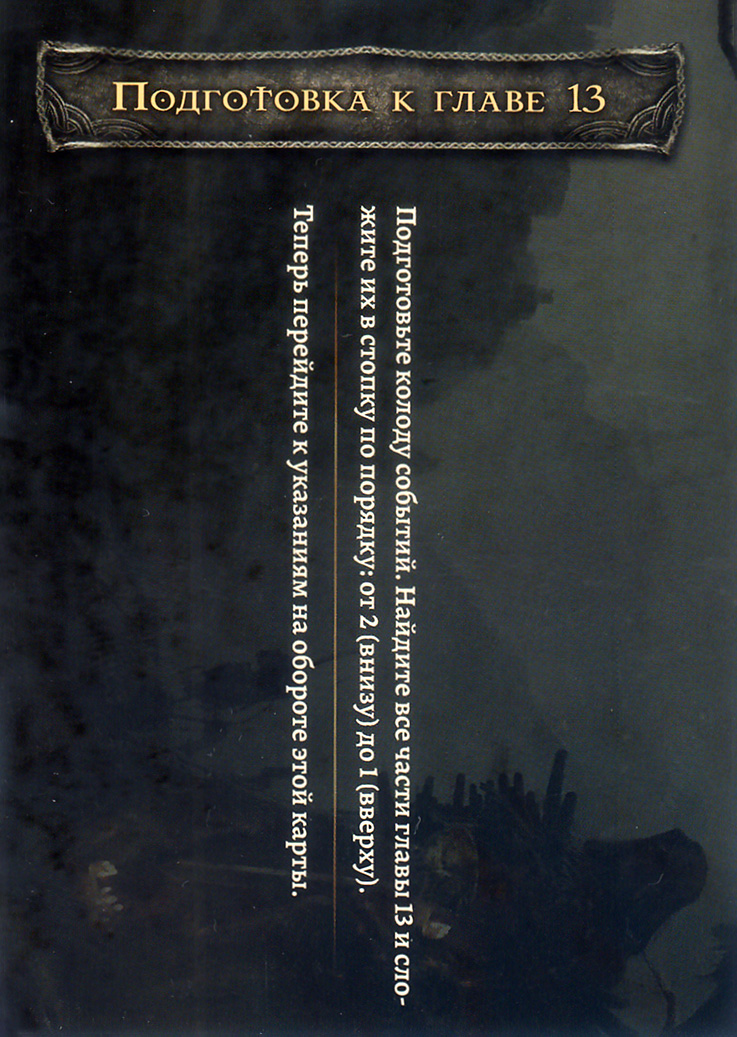 Подготовка к главе 13
Подготовьте колоду событий. Найдите все части главы 13 и сло-
жите их в стопку по порядку: от 2 (внизу) до 1 (вверху).
Теперь перейдите к указаниям на обороте этой карты.